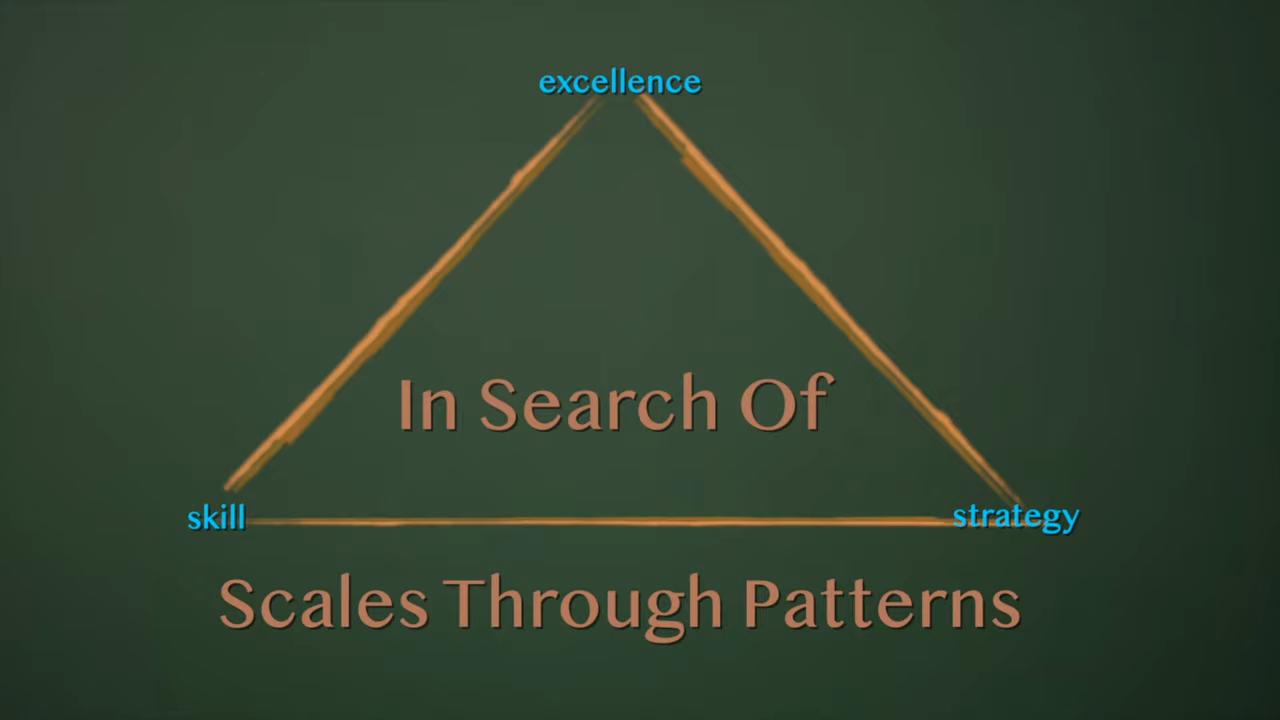 excellence
In Search Of
skill
strategy
Scales Through Patterns